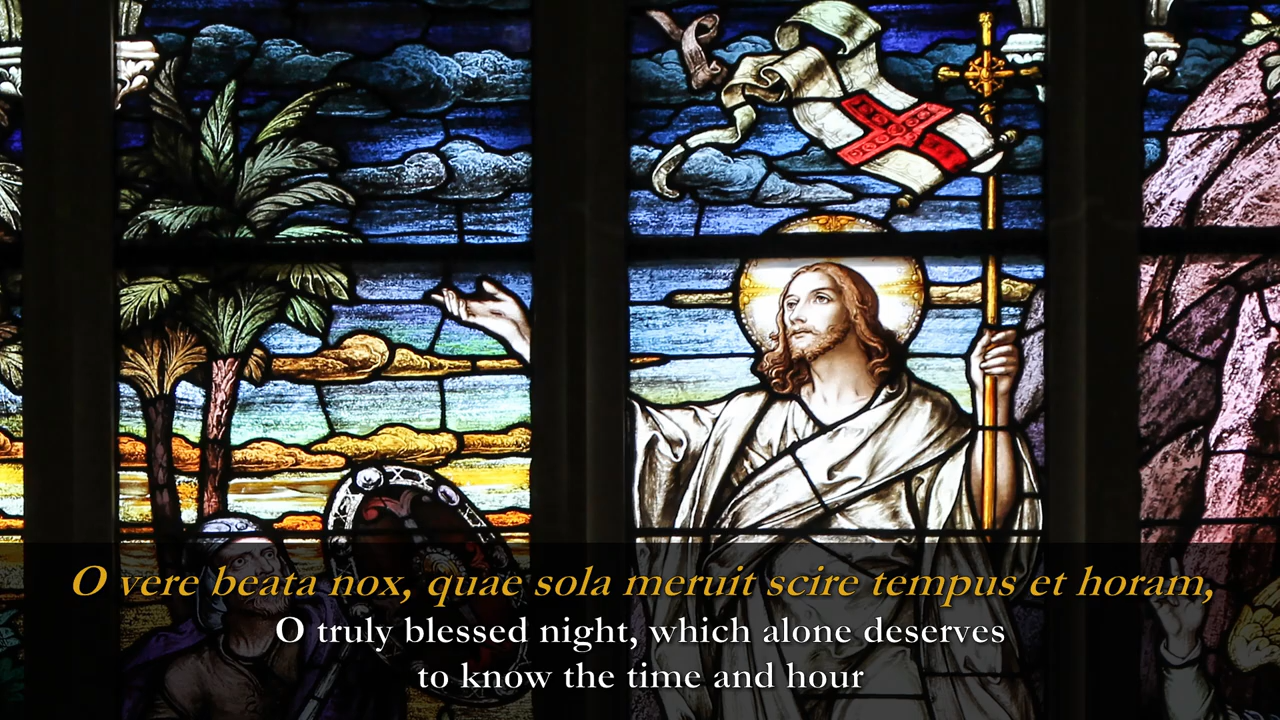 O vere beata nox, quae sola meruit scire tempus et horam,
O truly blessed night, which alone deserves
to know the time and hour